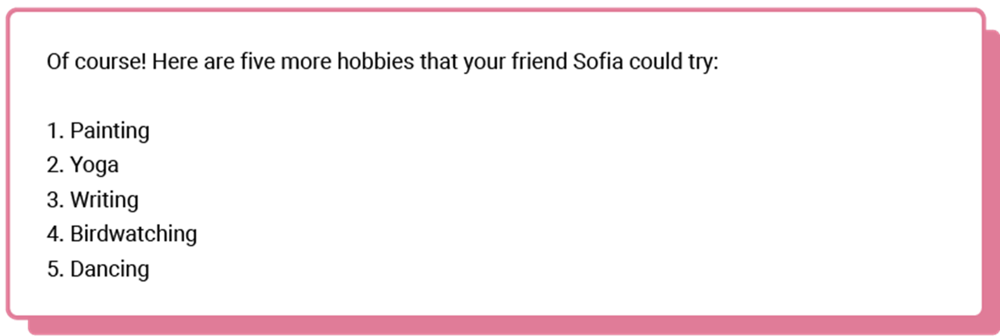 Of course! Here are five more hobbies that your friend Sofia could try:
1. Painting
2. Yoga
3. Writing
4. Birdwatching
5. Dancing